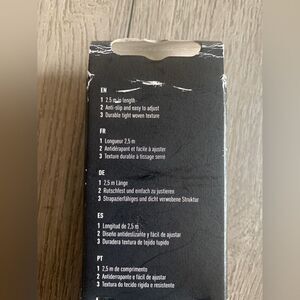 EN
1 2,5 m in length
2 Anti-slip and easy to adjust
3 Durable tight woven texture
FR
1 Longueur 2,5 m
2 Antidérapant et facile à ajuster
3 Texture durable à tissage serré
DE
1 2,5 m Länge
2 Rutschfest und einfach zu justieren
3 Strapazierfähiges und dicht verwobene Struktur
ES
1 Longitud de 2,5 m
2 Diseño antideslizante y fácil de ajustar
3 Duradera textura de tejido tupido
PT
1 2,5 m de comprimento
2 Antiderrapante e fácil de ajustar
3 Textura do tecido rígida e resistente